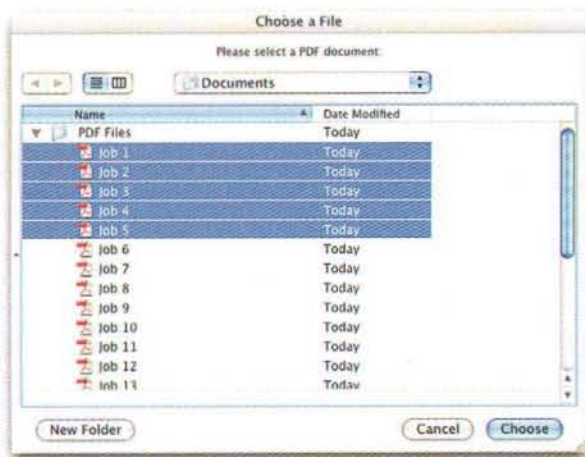 Choose a File
Please select a PDF document
Documents
Name Date Modified
PDF Files Today
Job 1 Today
Job 2 Today
Job 3 Today
Job 4 Today
Job 5 Today
Job 6 Today
Job 7 Today
Job 8 Today
Job 9 Today
Job 10 Today
Job 11 Today
Job 12 Today
Job 13 Today
New Folder Cancel Choose